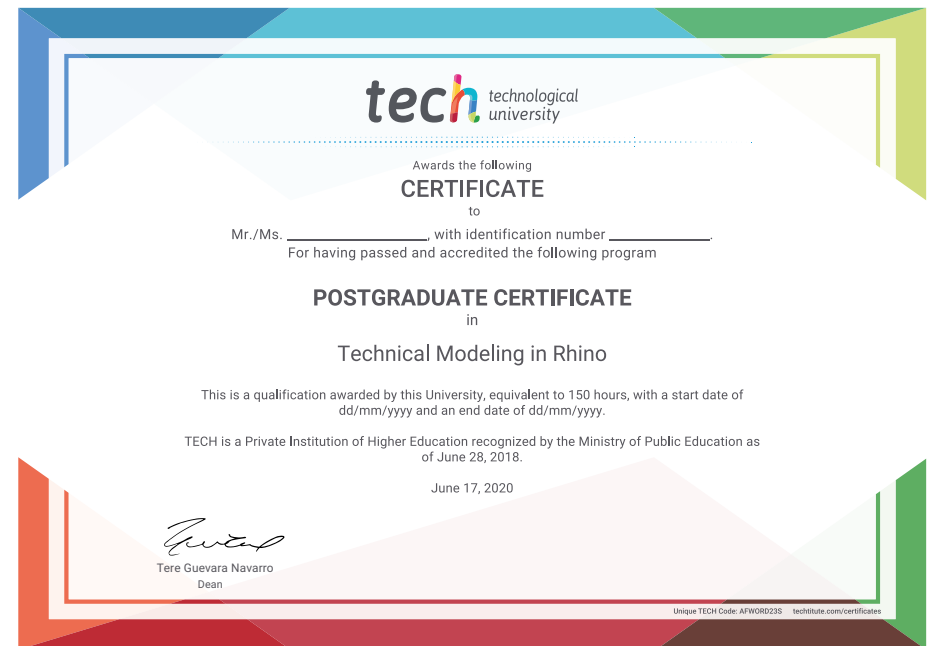 tech technological
university
Awards the following
CERTIFICATE
to
Mr./Ms. ____________________, with identification number ______________.
For having passed and accredited the following program
POSTGRADUATE CERTIFICATE
in
Technical Modeling in Rhino
This is a qualification awarded by this University, equivalent to 150 hours, with a start date of
dd/mm/yyyy and an end date of dd/mm/yyyy.
TECH is a Private Institution of Higher Education recognized by the Ministry of Public Education as
of June 28, 2018.
June 17, 2020
Tere Guevara Navarro
Dean
Unique TECH Code: AFWORD23S techtitute.com/certificates